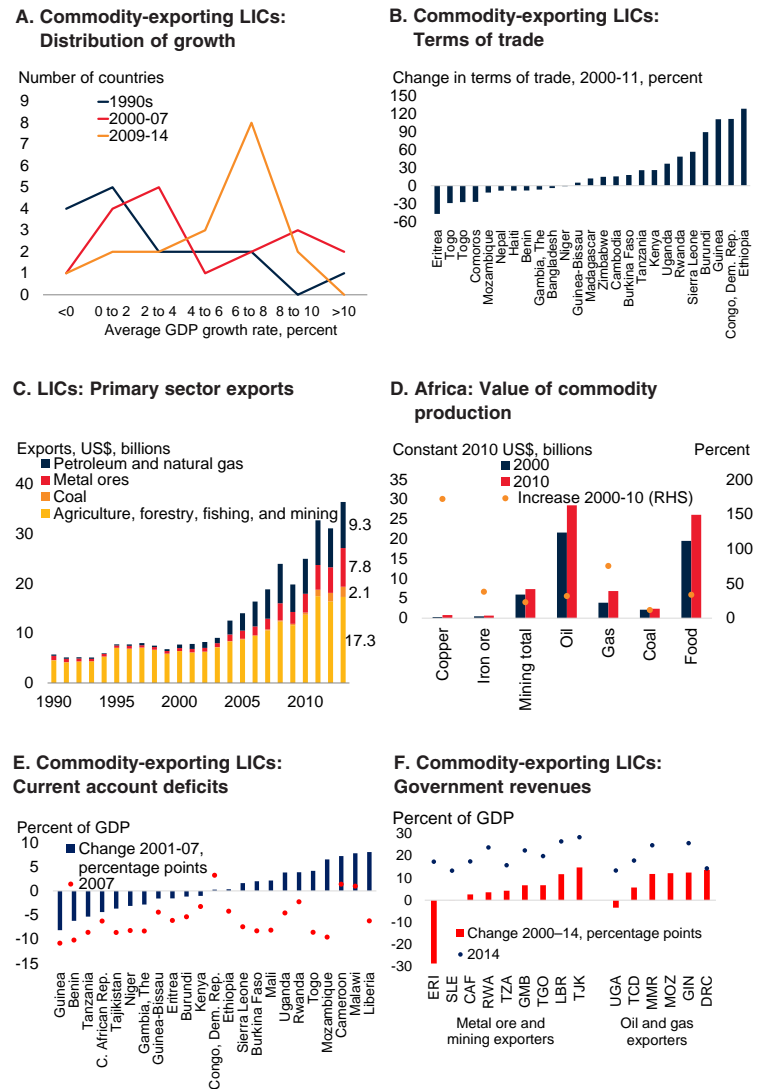 A. Commodity-exporting LICs:
Distribution of growth
Number of countries
9
8
7
6
5
4
3
2
1
0
1990s
2000-07
2009-14
<0
0 to 2
2 to 4
4 to 6
6 to 8
8 to 10
>10
Average GDP growth rate, percent
B. Commodity-exporting LICs:
Terms of trade
Change in terms of trade, 2000-11, percent
150
120
90
60
30
0
-30
-60
Eritrea
Togo
Togo
Comoros
Mozambique
Nepal
Haiti
Benin
Gambia, The
Bangladesh
Niger
Guinea-Bissau
Madagascar
Zimbabwe
Cambodia
Burkina Faso
Tanzania
Kenya
Uganda
Rwanda
Sierra Leone
Burundi
Guinea
Congo, Dem. Rep.
Ethiopia
C. LICs: Primary sector exports
Exports, US$, billions
Petroleum and natural gas
Metal ores
Coal
Agriculture, forestry, fishing, and mining
40
30
20
10
0
9.3
7.8
2.1
17.3
1990
1995
2000
2005
2010
D. Africa: Value of commodity
production
Constant 2010 US$, billions
Percent
2000
2010
Increase 2000-10 (RHS)
35
30
25
20
15
10
5
0
200
150
100
50
0
Copper
Iron ore
Mining total
Oil
Gas
Coal
Food
E. Commodity-exporting LICs:
Current account deficits
Percent of GDP
10
5
0
-5
-10
-15
Change 2001-07,
percentage points
2007
Guinea
Benin
Tanzania
C. African Rep.
Tajikistan
Niger
Gambia, The
Guinea-Bissau
Eritrea
Burundi
Kenya
Congo, Dem. Rep.
Ethiopia
Sierra Leone
Burkina Faso
Mali
Uganda
Rwanda
Togo
Mozambique
Cameroon
Malawi
Liberia
F. Commodity-exporting LICs:
Government revenues
Percent of GDP
30
20
10
0
-10
-20
-30
Change 2000–14, percentage points
2014
ERI
SLE
CAF
RWA
TZA
GMB
TGO
LBR
TJK
UGA
TCD
MMR
MOZ
GIN
DRC
Metal ore and
mining exporters
Oil and gas
exporters